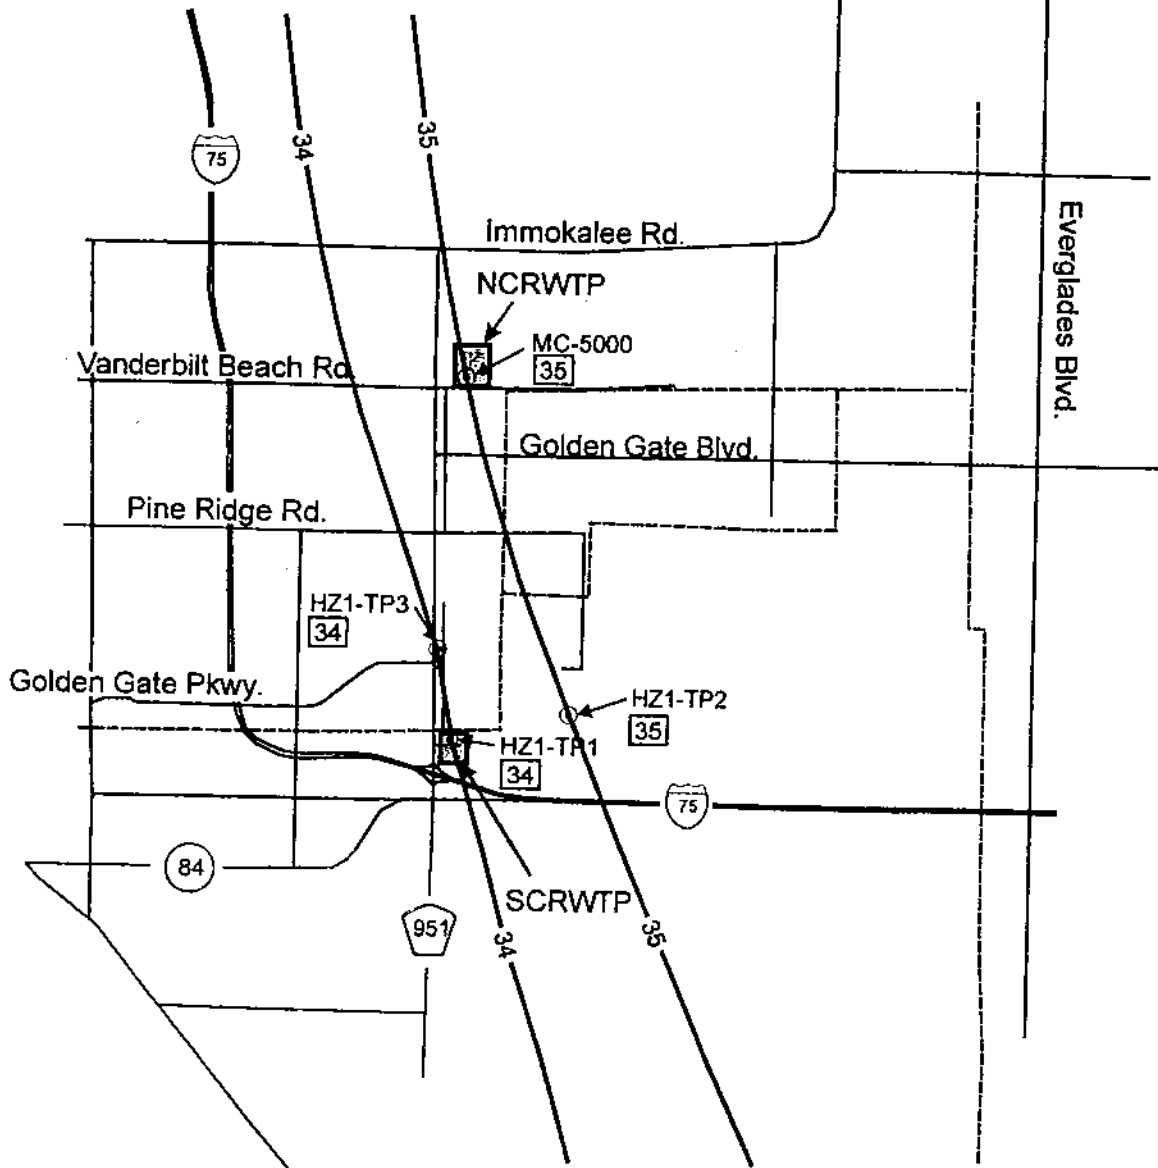 34
35
75
Immokalee Rd.
Everglades Blvd.
NCRWTP
MC-5000
35
Vanderbilt Beach Rd
Golden Gate Blvd.
Pine Ridge Rd.
HZ1-TP3
34
Golden Gate Pkwy.
HZ1-TP2
35
HZ1-TP1
34
75
84
SCRWTP
951
34
35